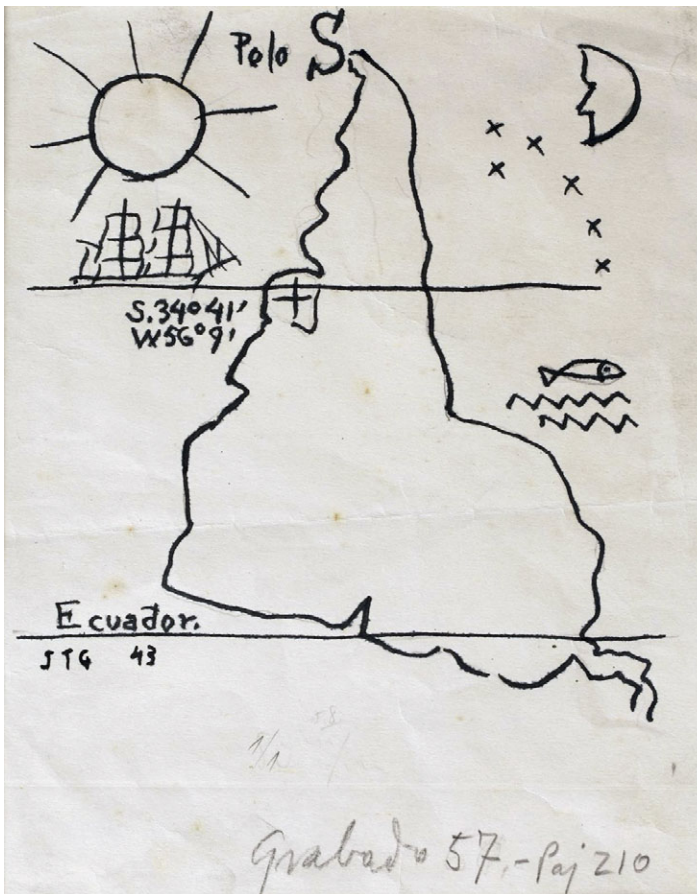 Polo S.
S.34°41'
W56°9'
Ecuador.
JTG 43
1/1
Grabado 57.-Paj 210